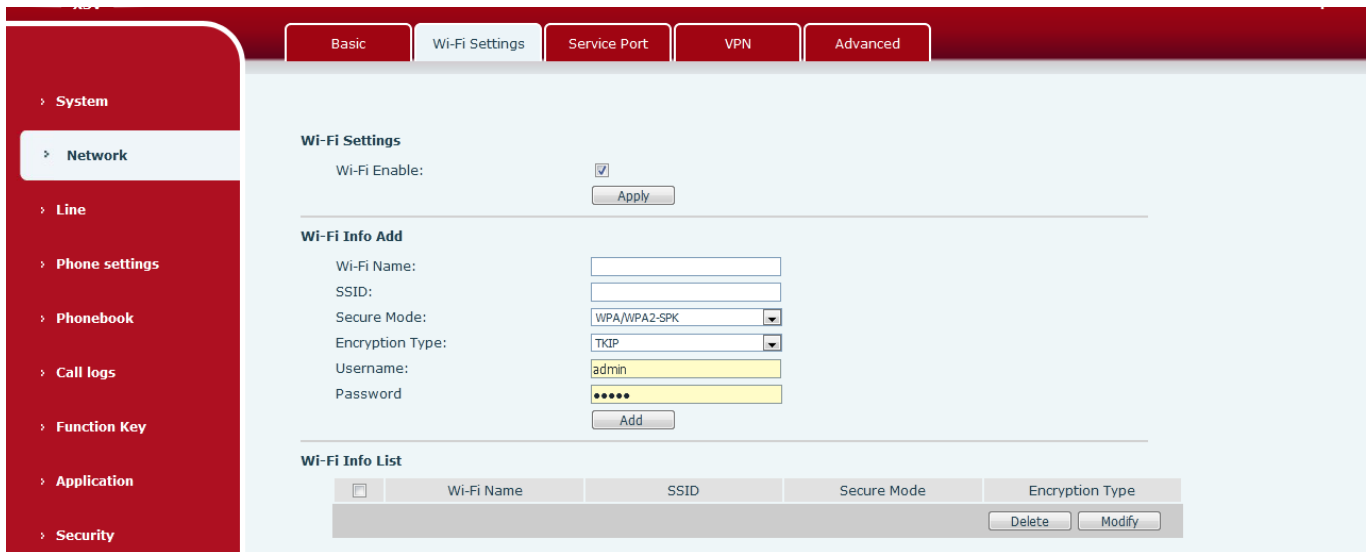 Basic Wi-Fi Settings Service Port VPN Advanced
System
Network
Line
Phone settings
Phonebook
Call logs
Function Key
Application
Security
Wi-Fi Settings
Wi-Fi Enable:
Apply
Wi-Fi Info Add
Wi-Fi Name:
SSID:
Secure Mode: WPA/WPA2-SPK
Encryption Type: TKIP
Username: admin
Password •••••
Add
Wi-Fi Info List
Wi-Fi Name SSID Secure Mode Encryption Type
Delete Modify